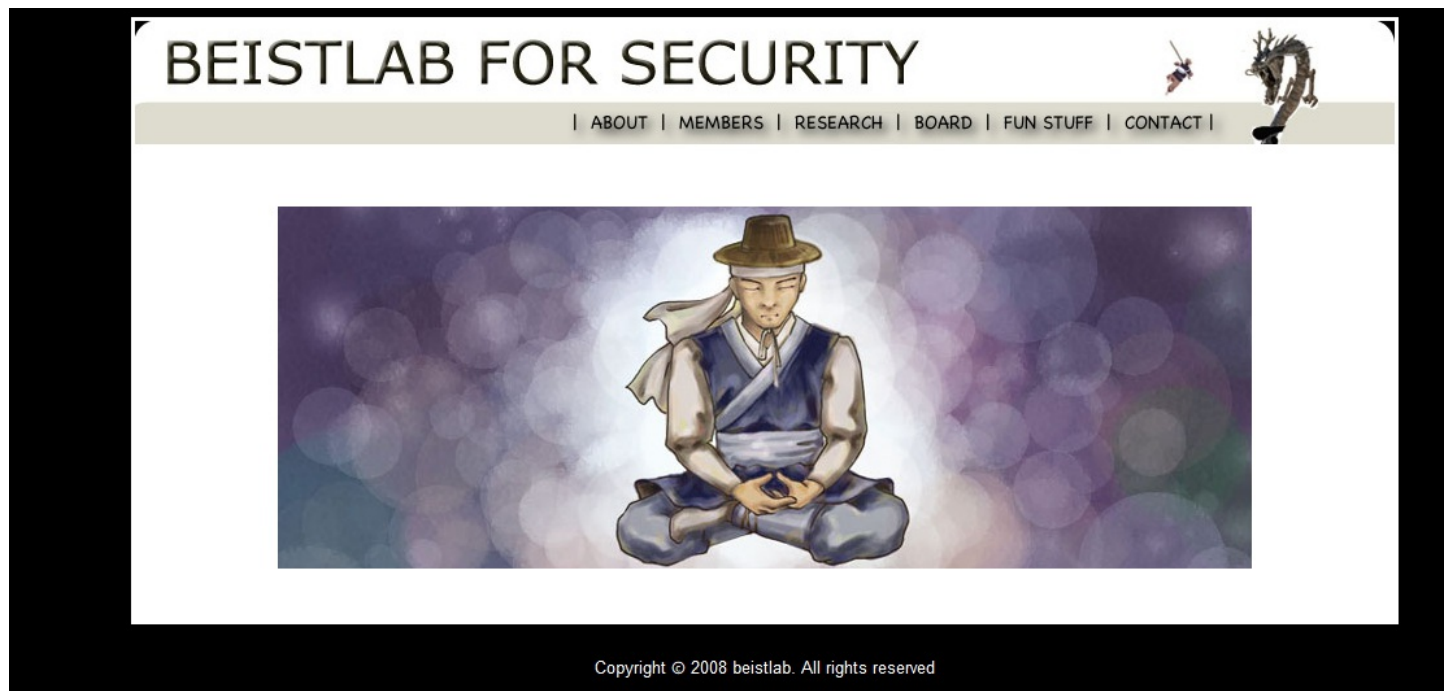 BEISTLAB FOR SECURITY
| ABOUT | MEMBERS | RESEARCH | BOARD | FUN STUFF | CONTACT |
Copyright © 2008 beistlab. All rights reserved